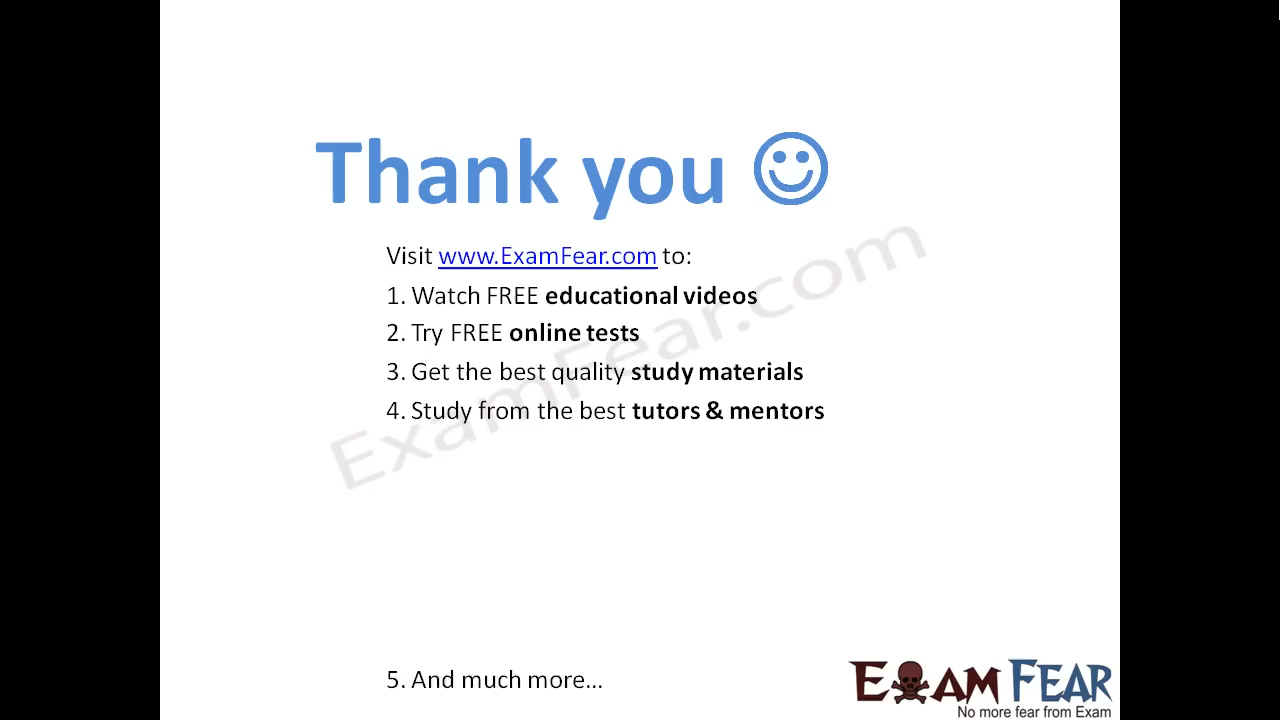 Thank you ☺
Visit www.ExamFear.com to:
1. Watch FREE educational videos
2. Try FREE online tests
3. Get the best quality study materials
4. Study from the best tutors & mentors
ExamFear.com
5. And much more...
EXAM FEAR
No more fear from Exam